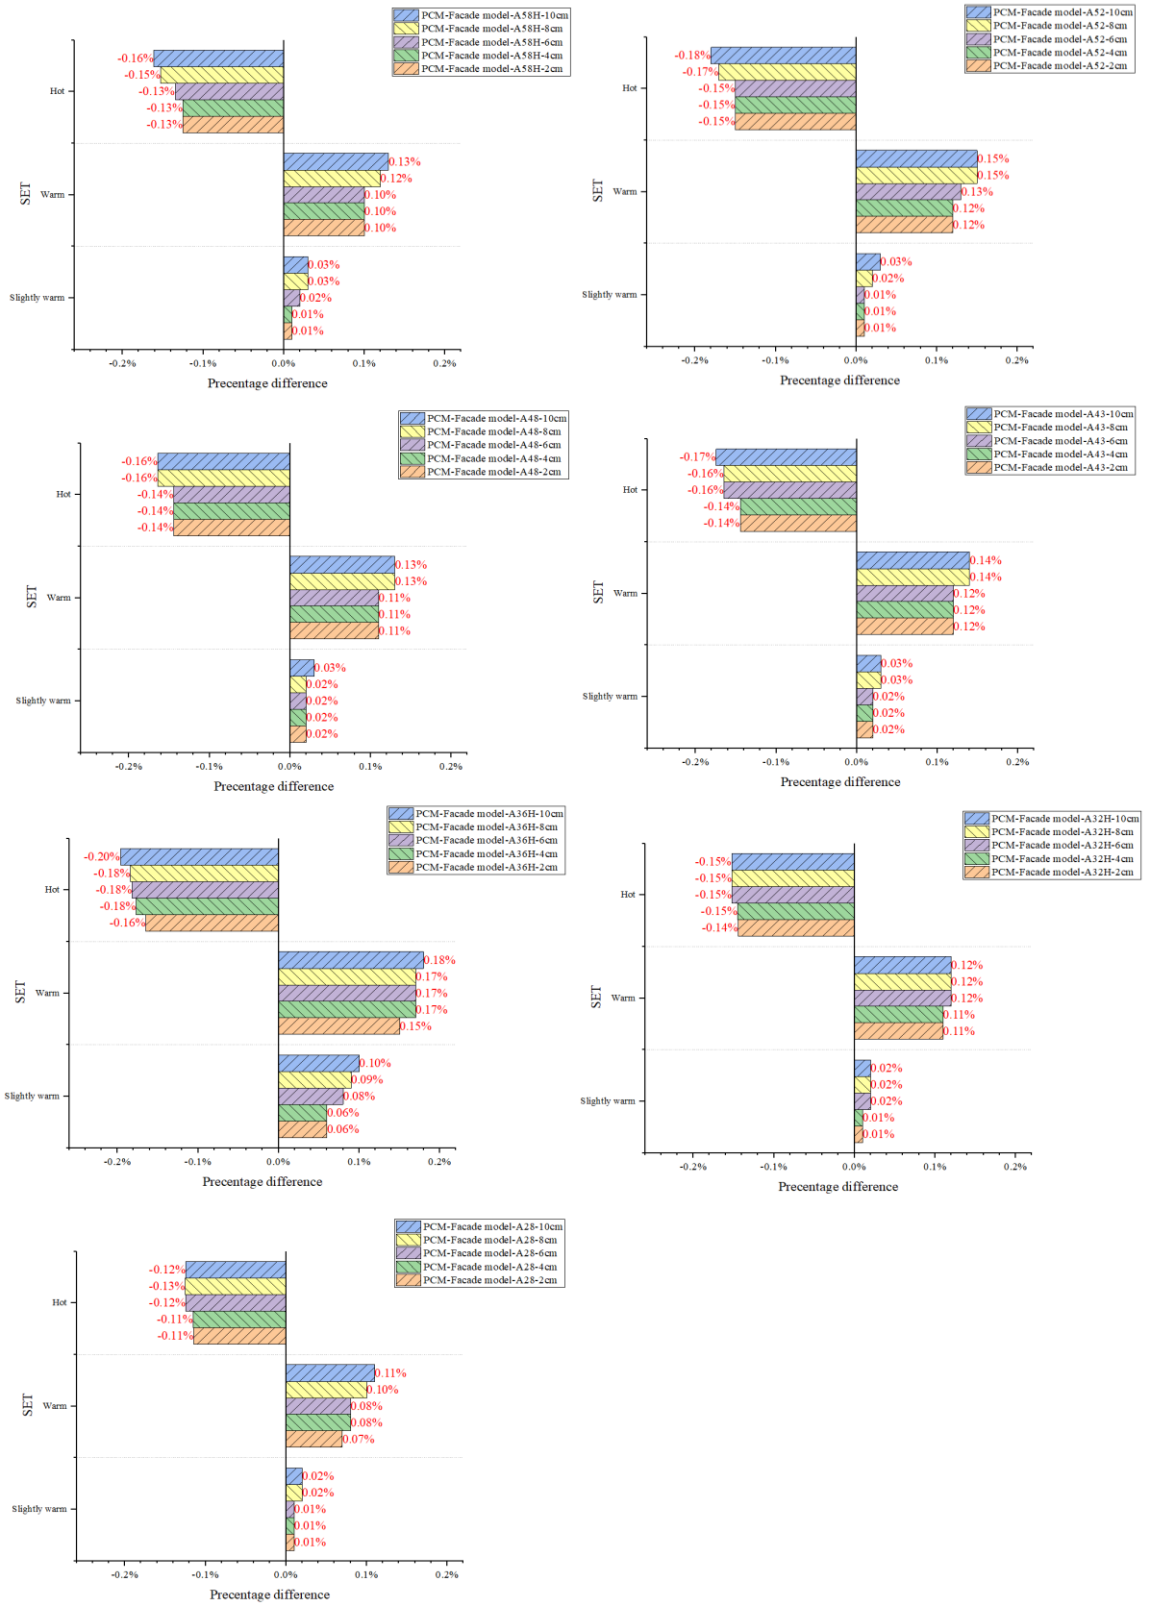 PCM-Facade model-A58H-10cm
PCM-Facade model-A58H-8cm
PCM-Facade model-A58H-6cm
PCM-Facade model-A58H-4cm
PCM-Facade model-A58H-2cm
-0.16%
-0.15%
Hot
-0.13%
-0.13%
-0.13%
0.13%
0.12%
SET
Warm
0.10%
0.10%
0.10%
0.03%
0.03%
Slightly warm
0.02%
0.01%
0.01%
-0.2% -0.1% 0.0% 0.1% 0.2%
Precentage difference
PCM-Facade model-A52-10cm
PCM-Facade model-A52-8cm
PCM-Facade model-A52-6cm
PCM-Facade model-A52-4cm
PCM-Facade model-A52-2cm
-0.18%
-0.17%
Hot
-0.15%
-0.15%
-0.15%
0.15%
0.15%
SET
Warm
0.13%
0.12%
0.12%
0.03%
0.02%
Slightly warm
0.01%
0.01%
0.01%
-0.2% -0.1% 0.0% 0.1% 0.2%
Precentage difference
PCM-Facade model-A48-10cm
PCM-Facade model-A48-8cm
PCM-Facade model-A48-6cm
PCM-Facade model-A48-4cm
PCM-Facade model-A48-2cm
-0.16%
-0.16%
Hot
-0.14%
-0.14%
-0.14%
0.13%
0.13%
SET
Warm
0.11%
0.11%
0.11%
0.03%
0.02%
Slightly warm
0.02%
0.02%
0.02%
-0.2% -0.1% 0.0% 0.1% 0.2%
Precentage difference
PCM-Facade model-A43-10cm
PCM-Facade model-A43-8cm
PCM-Facade model-A43-6cm
PCM-Facade model-A43-4cm
PCM-Facade model-A43-2cm
-0.17%
-0.16%
Hot
-0.16%
-0.14%
-0.14%
0.14%
0.14%
SET
Warm
0.12%
0.12%
0.12%
0.03%
0.03%
Slightly warm
0.02%
0.02%
0.02%
-0.2% -0.1% 0.0% 0.1% 0.2%
Precentage difference
PCM-Facade model-A36H-10cm
PCM-Facade model-A36H-8cm
PCM-Facade model-A36H-6cm
PCM-Facade model-A36H-4cm
PCM-Facade model-A36H-2cm
-0.20%
-0.18%
Hot
-0.18%
-0.18%
-0.16%
0.18%
0.17%
SET
Warm
0.17%
0.17%
0.15%
0.10%
0.09%
Slightly warm
0.08%
0.06%
0.06%
-0.2% -0.1% 0.0% 0.1% 0.2%
Precentage difference
PCM-Facade model-A32H-10cm
PCM-Facade model-A32H-8cm
PCM-Facade model-A32H-6cm
PCM-Facade model-A32H-4cm
PCM-Facade model-A32H-2cm
-0.15%
-0.15%
Hot
-0.15%
-0.15%
-0.14%
0.12%
0.12%
SET
Warm
0.12%
0.11%
0.11%
0.02%
0.02%
Slightly warm
0.02%
0.01%
0.01%
-0.2% -0.1% 0.0% 0.1% 0.2%
Precentage difference
PCM-Facade model-A28-10cm
PCM-Facade model-A28-8cm
PCM-Facade model-A28-6cm
PCM-Facade model-A28-4cm
PCM-Facade model-A28-2cm
-0.12%
-0.13%
Hot
-0.12%
-0.11%
-0.11%
0.11%
0.10%
SET
Warm
0.08%
0.08%
0.07%
0.02%
0.02%
Slightly warm
0.01%
0.01%
0.01%
-0.2% -0.1% 0.0% 0.1% 0.2%
Precentage difference